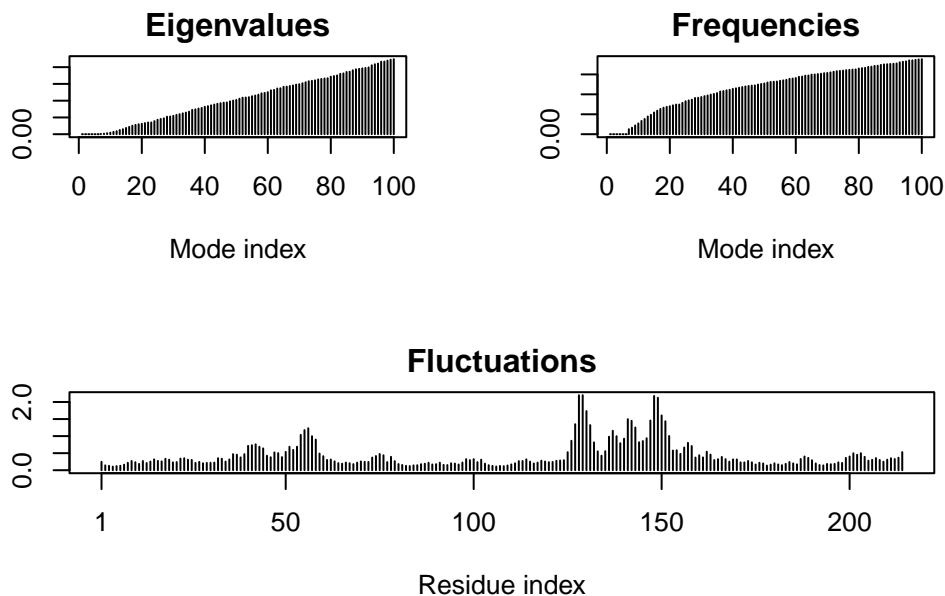 Eigenvalues
0.00
0 20 40 60 80 100
Mode index
Frequencies
0.00
0 20 40 60 80 100
Mode index
Fluctuations
2.0
0.0
1 50 100 150 200
Residue index